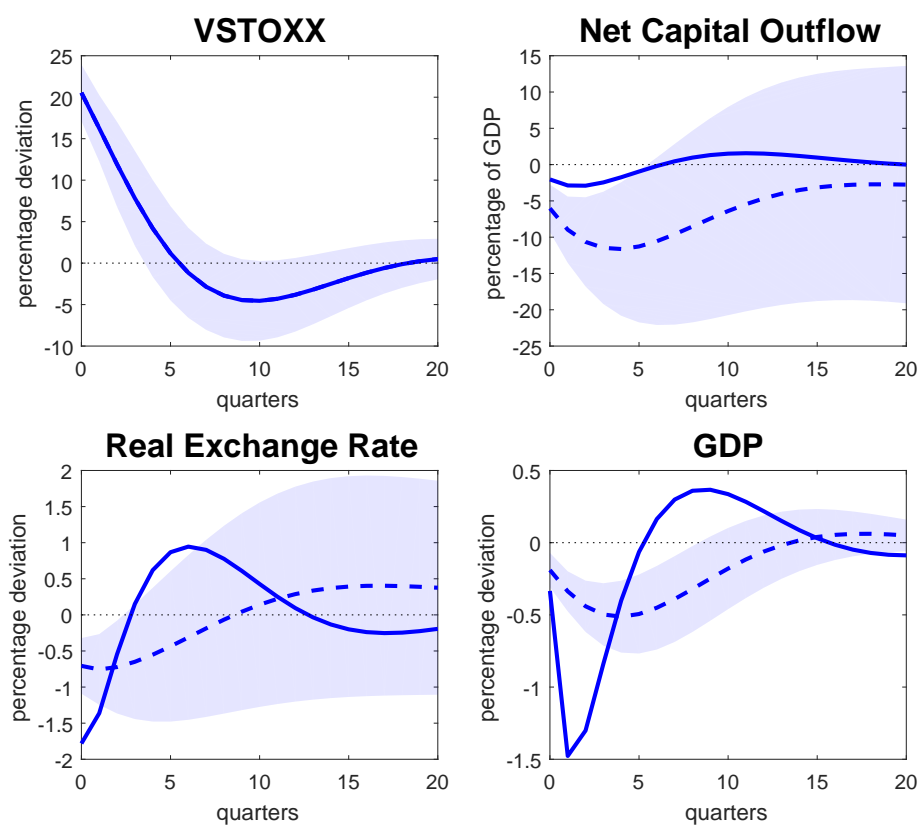 VSTOXX
25
20
15
10
5
0
-5
-10
percentage deviation
0 5 10 15 20
quarters
Net Capital Outflow
15
10
5
0
-5
-10
-15
-20
-25
percentage of GDP
0 5 10 15 20
quarters
Real Exchange Rate
2
1.5
1
0.5
0
-0.5
-1
-1.5
-2
percentage deviation
0 5 10 15 20
quarters
GDP
0.5
0
-0.5
-1
-1.5
percentage deviation
0 5 10 15 20
quarters